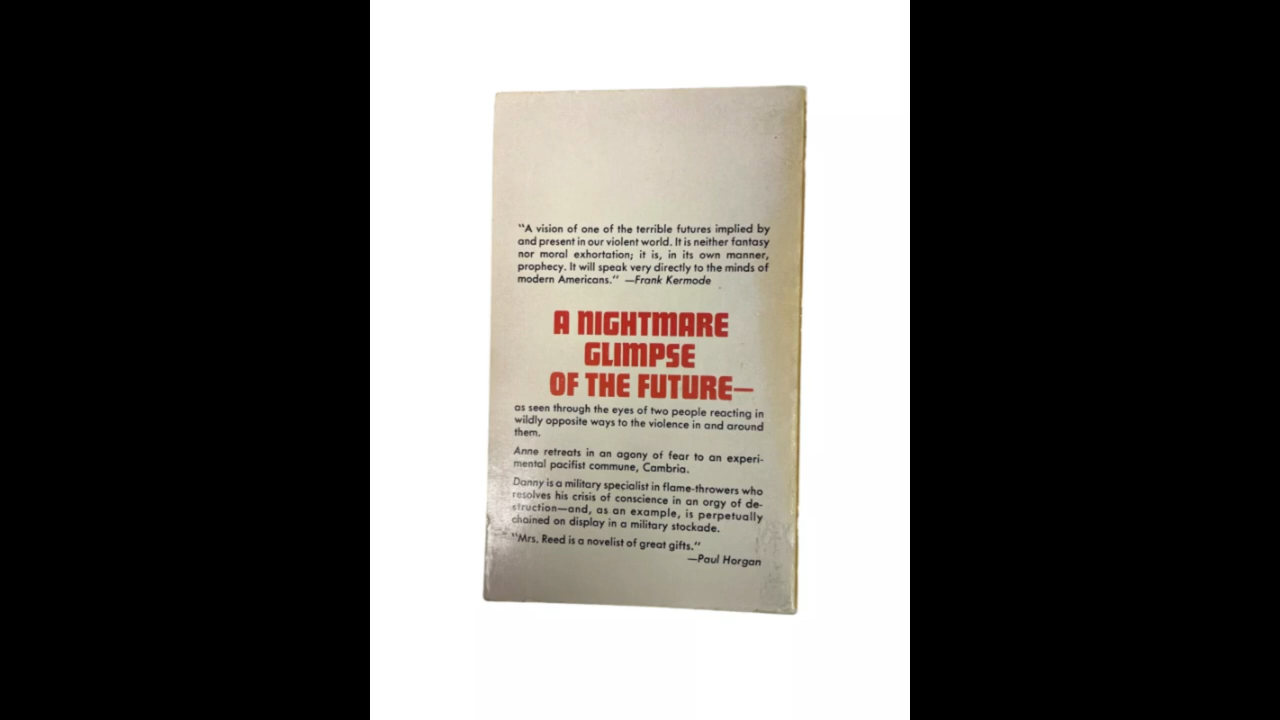 "A vision of one of the terrible futures implied by
and present in our violent world. It is neither fantasy
nor moral exhortation; it is, in its own manner,
prophecy. It will speak very directly to the minds of
modern Americans." —Frank Kermode
A NIGHTMARE
GLIMPSE
OF THE FUTURE—
as seen through the eyes of two people reacting in
wildly opposite ways to the violence in and around
them.
Anne retreats in an agony of fear to an experi-
mental pacifist commune, Cambria.
Danny is a military specialist in flame-throwers who
resolves his crisis of conscience in an orgy of de-
struction—and, as an example, is perpetually
chained on display in a military stockade.
"Mrs. Reed is a novelist of great gifts."
—Paul Horgan